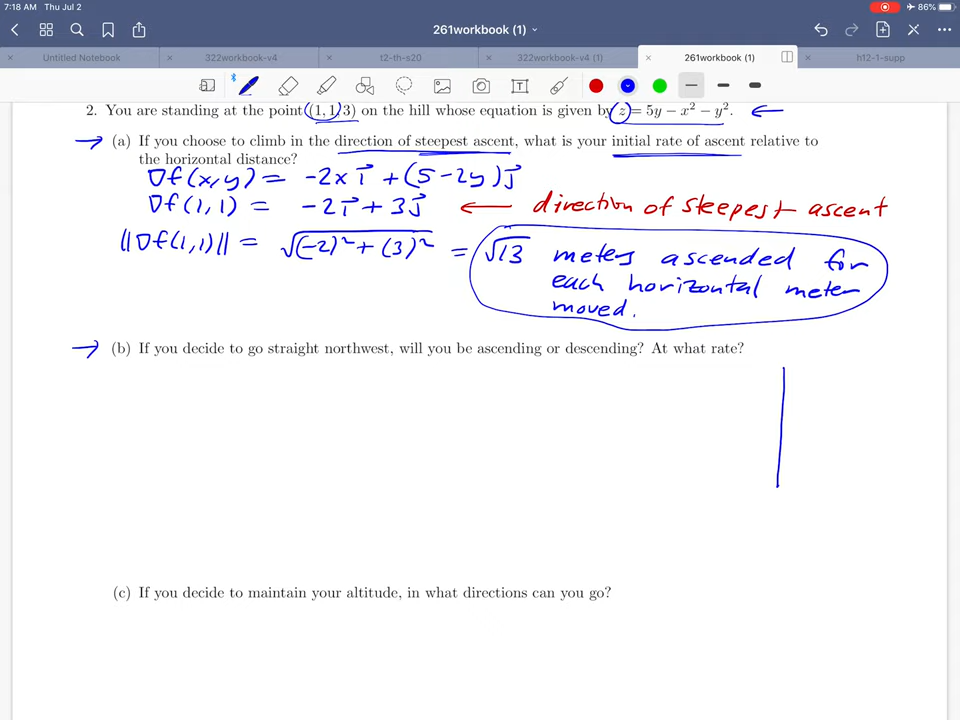 7:18 AM Thu Jul 2
86%
261workbook (1)
Untitled Notebook
322workbook-v4
t2-th-s20
322workbook-v4 (1)
261workbook (1)
h12-1-supp
2. You are standing at the point (1, 1, 3) on the hill whose equation is given by z = 5y − x² − y². ←
→ (a) If you choose to climb in the direction of steepest ascent, what is your initial rate of ascent relative to
the horizontal distance?
∇f(x,y) = -2x i⃗ + (5-2y) j⃗
∇f(1,1) = -2i⃗ + 3j⃗ ← direction of steepest ascent
||∇f(1,1)|| = √((-2)² + (3)²) = √13 meters ascended for
each horizontal meter
moved.
→ (b) If you decide to go straight northwest, will you be ascending or descending? At what rate?
(c) If you decide to maintain your altitude, in what directions can you go?